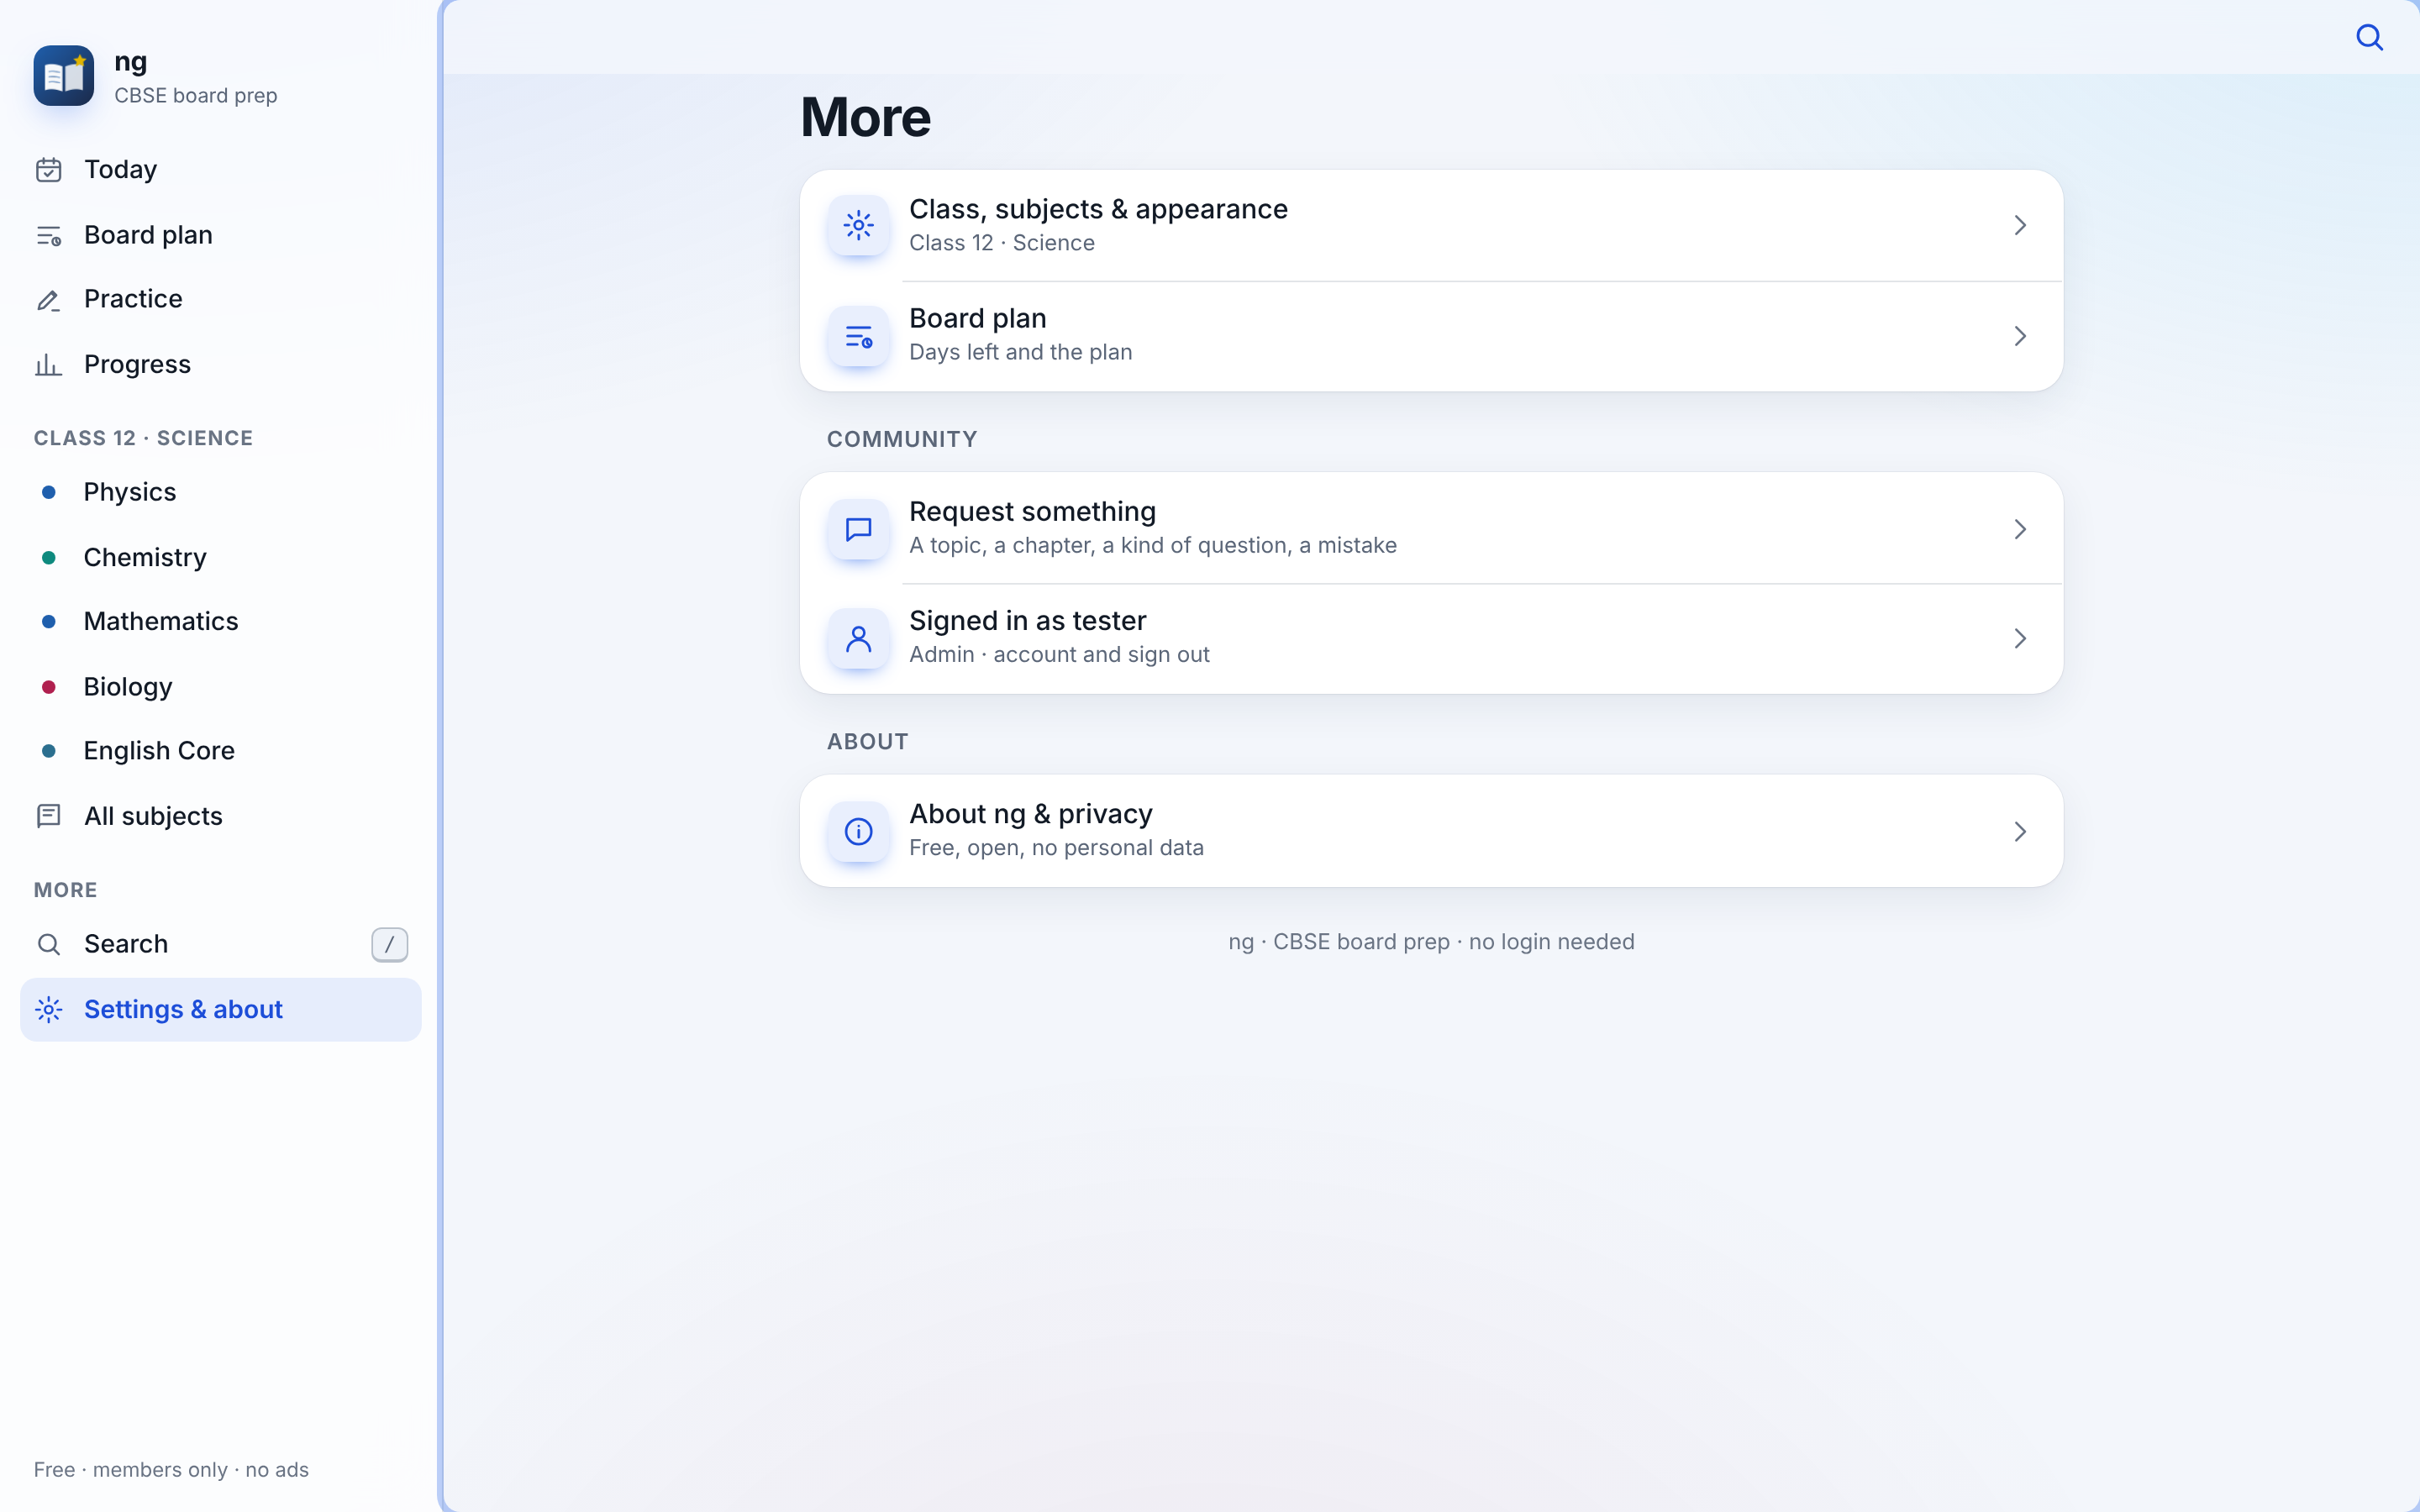 ng
CBSE board prep
Today
Board plan
Practice
Progress
CLASS 12 · SCIENCE
Physics
Chemistry
Mathematics
Biology
English Core
All subjects
MORE
Search /
Settings & about
Free · members only · no ads
More
Class, subjects & appearance
Class 12 · Science
Board plan
Days left and the plan
COMMUNITY
Request something
A topic, a chapter, a kind of question, a mistake
Signed in as tester
Admin · account and sign out
ABOUT
About ng & privacy
Free, open, no personal data
ng · CBSE board prep · no login needed